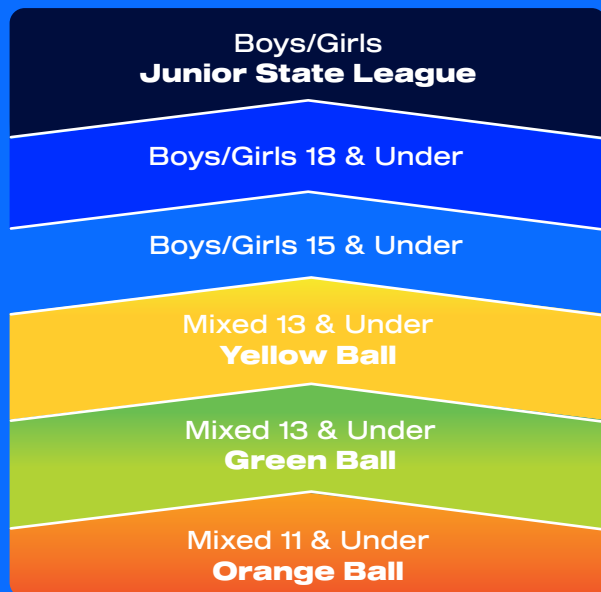 Boys/Girls
Junior State League
Boys/Girls 18 & Under
Boys/Girls 15 & Under
Mixed 13 & Under
Yellow Ball
Mixed 13 & Under
Green Ball
Mixed 11 & Under
Orange Ball